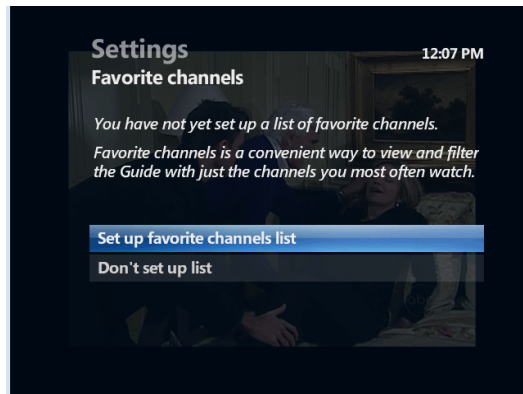 Settings
12:07 PM
Favorite channels
You have not yet set up a list of favorite channels.
Favorite channels is a convenient way to view and filter
the Guide with just the channels you most often watch.
Set up favorite channels list
Don't set up list